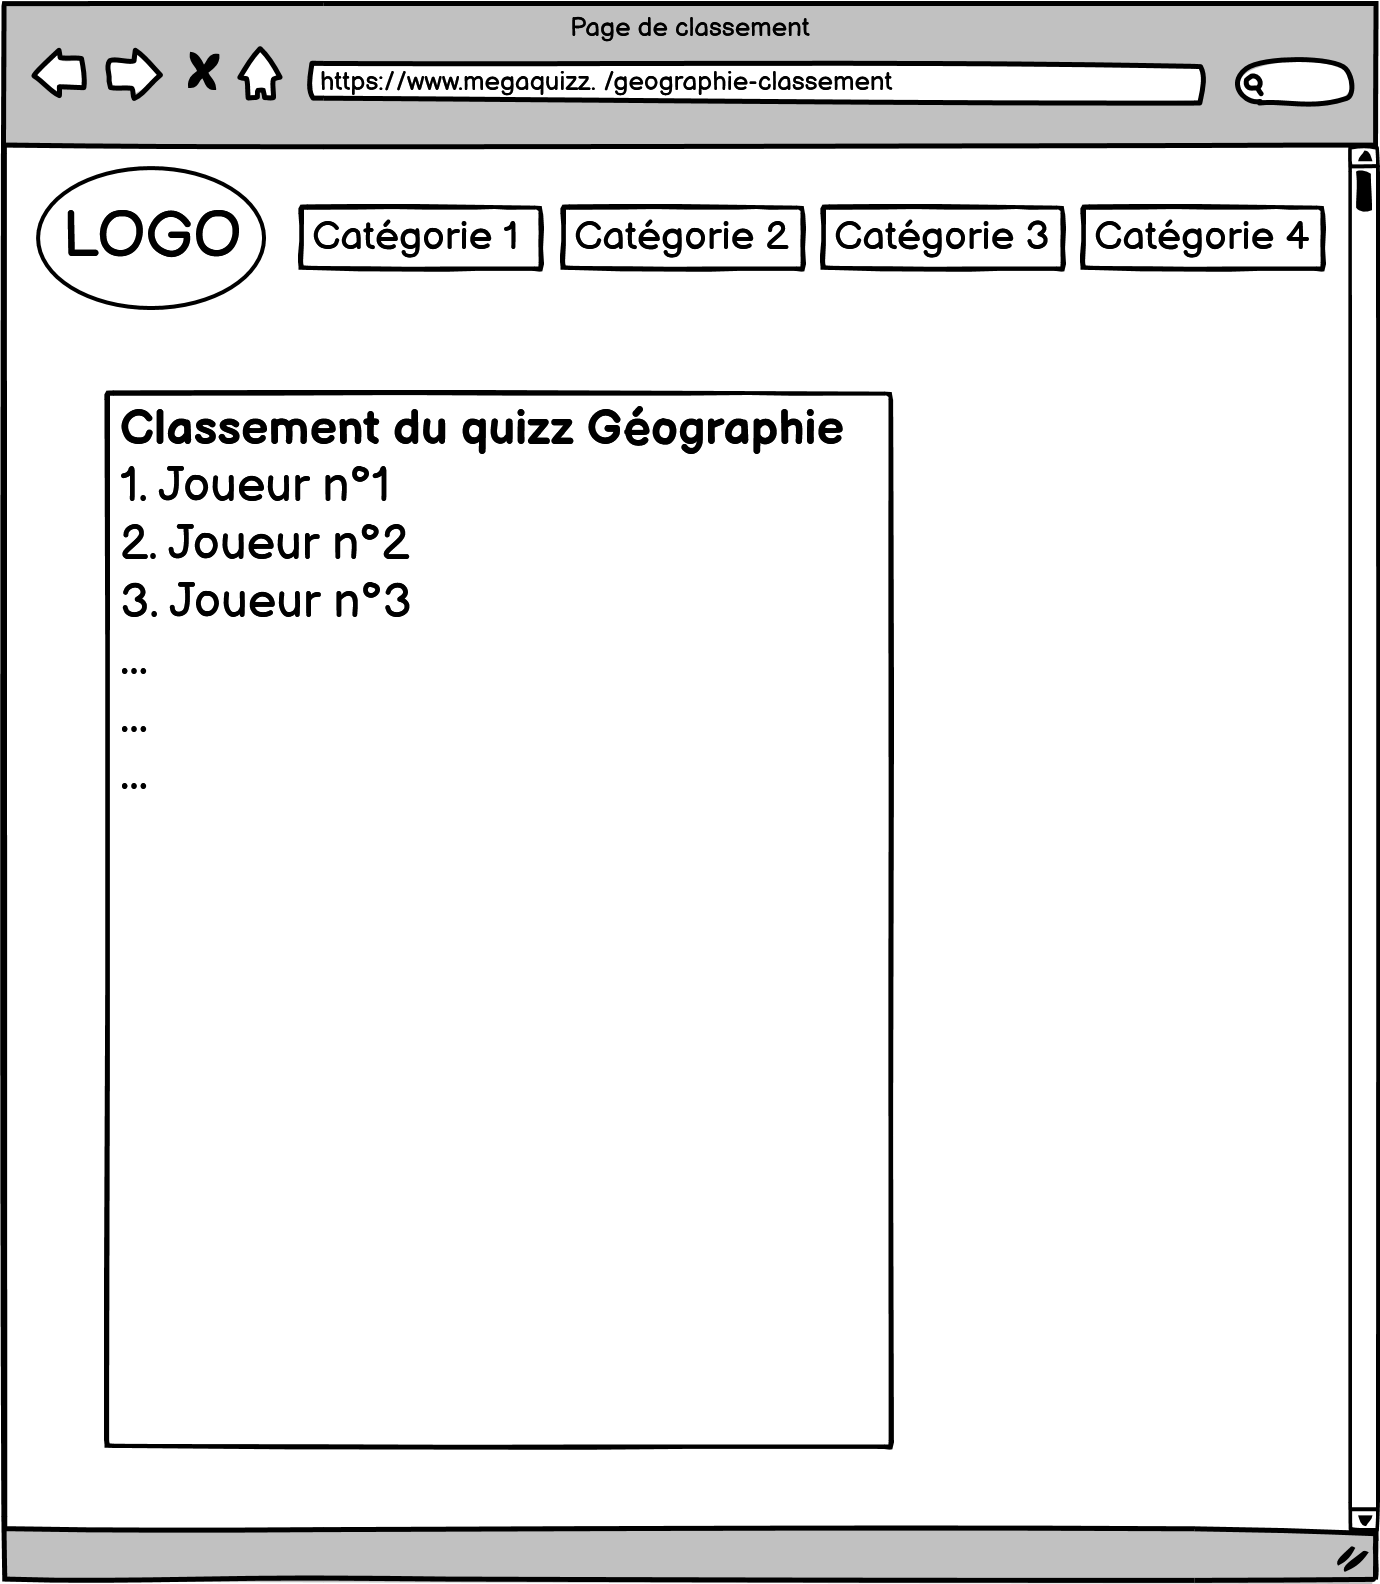 Page de classement
https://www.megaquizz. /geographie-classement
LOGO
Catégorie 1
Catégorie 2
Catégorie 3
Catégorie 4
Classement du quizz Géographie
1. Joueur n°1
2. Joueur n°2
3. Joueur n°3
...
...
...